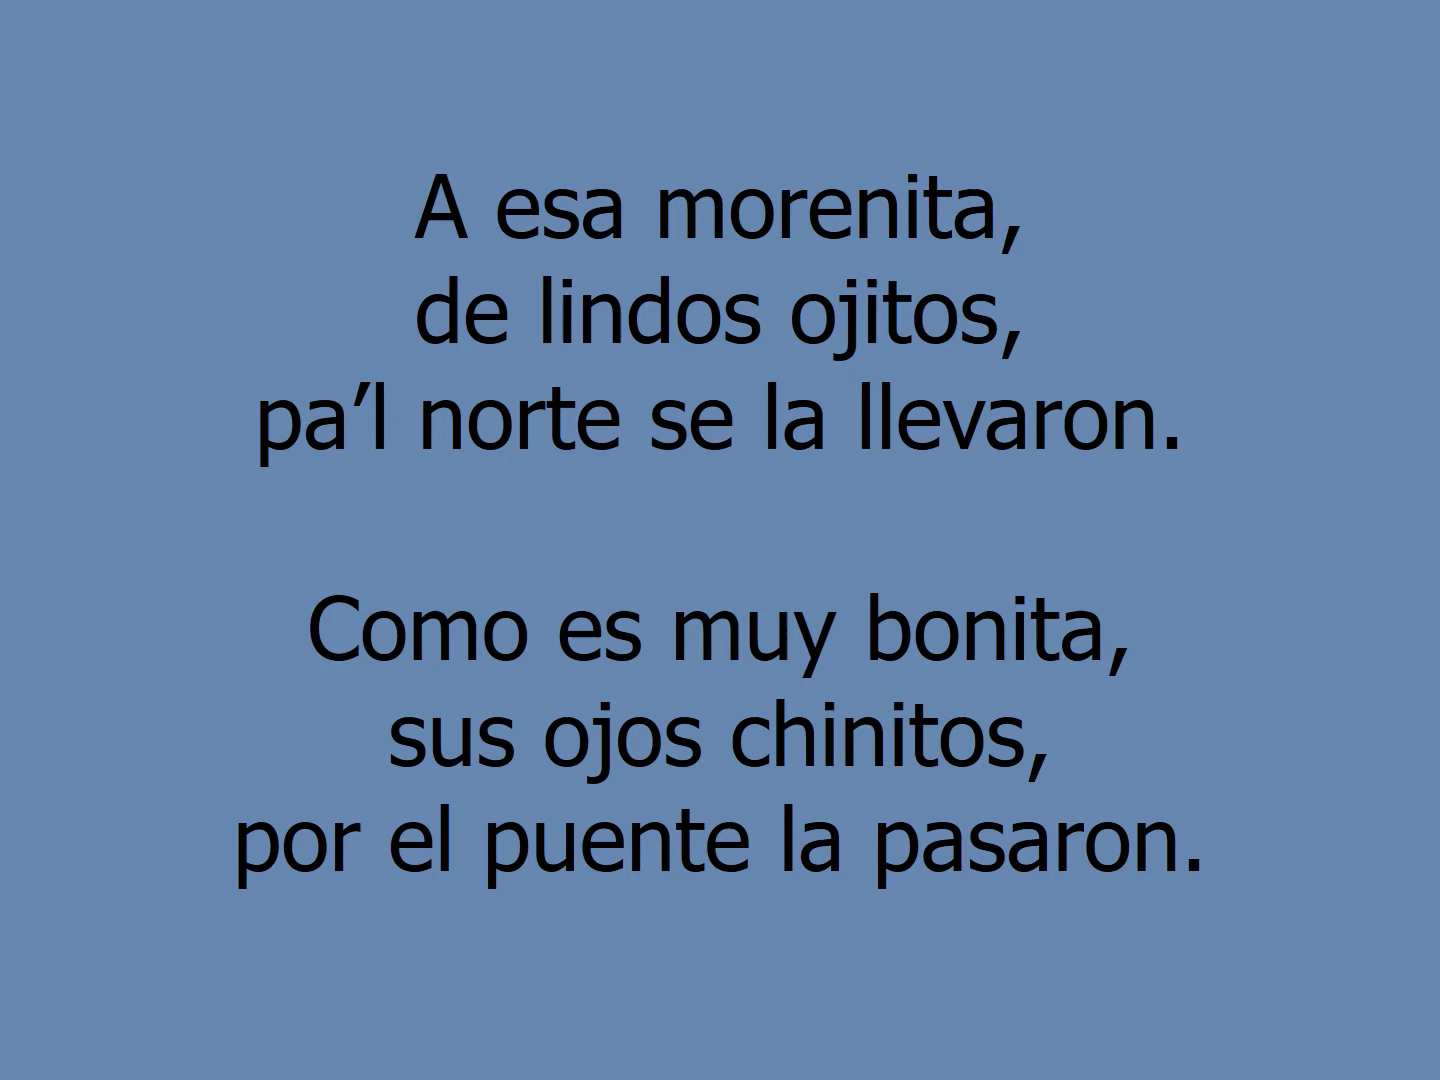 A esa morenita,
de lindos ojitos,
pa’l norte se la llevaron.
Como es muy bonita,
sus ojos chinitos,
por el puente la pasaron.